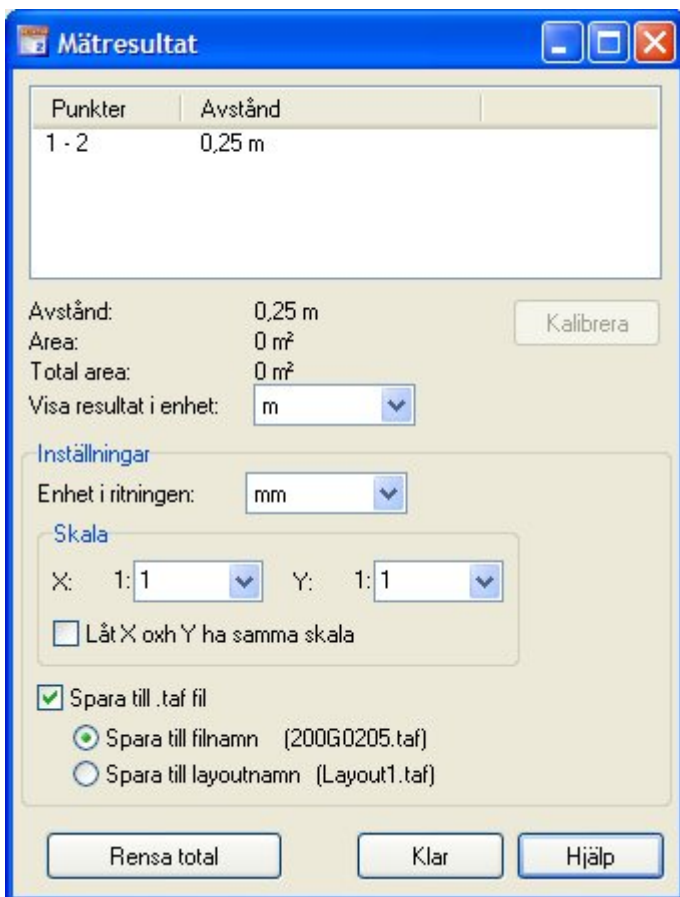 Mätresultat
Punkter Avstånd
1 - 2 0,25 m
Avstånd: 0,25 m Kalibrera
Area: 0 m²
Total area: 0 m²
Visa resultat i enhet: m
Inställningar
Enhet i ritningen: mm
Skala
X: 1: 1 Y: 1: 1
Låt X oxh Y ha samma skala
Spara till .taf fil
Spara till filnamn (200G0205.taf)
Spara till layoutnamn (Layout1.taf)
Rensa total Klar Hjälp